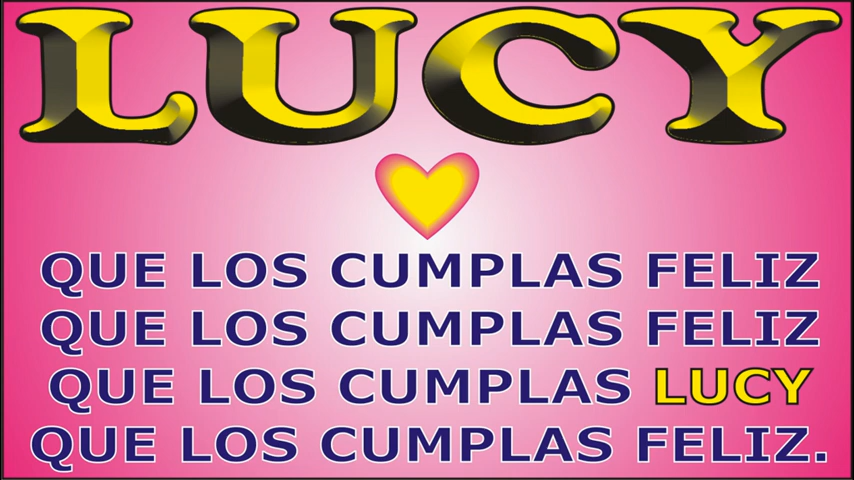 LUCY
QUE LOS CUMPLAS FELIZ
QUE LOS CUMPLAS FELIZ
QUE LOS CUMPLAS LUCY
QUE LOS CUMPLAS FELIZ.